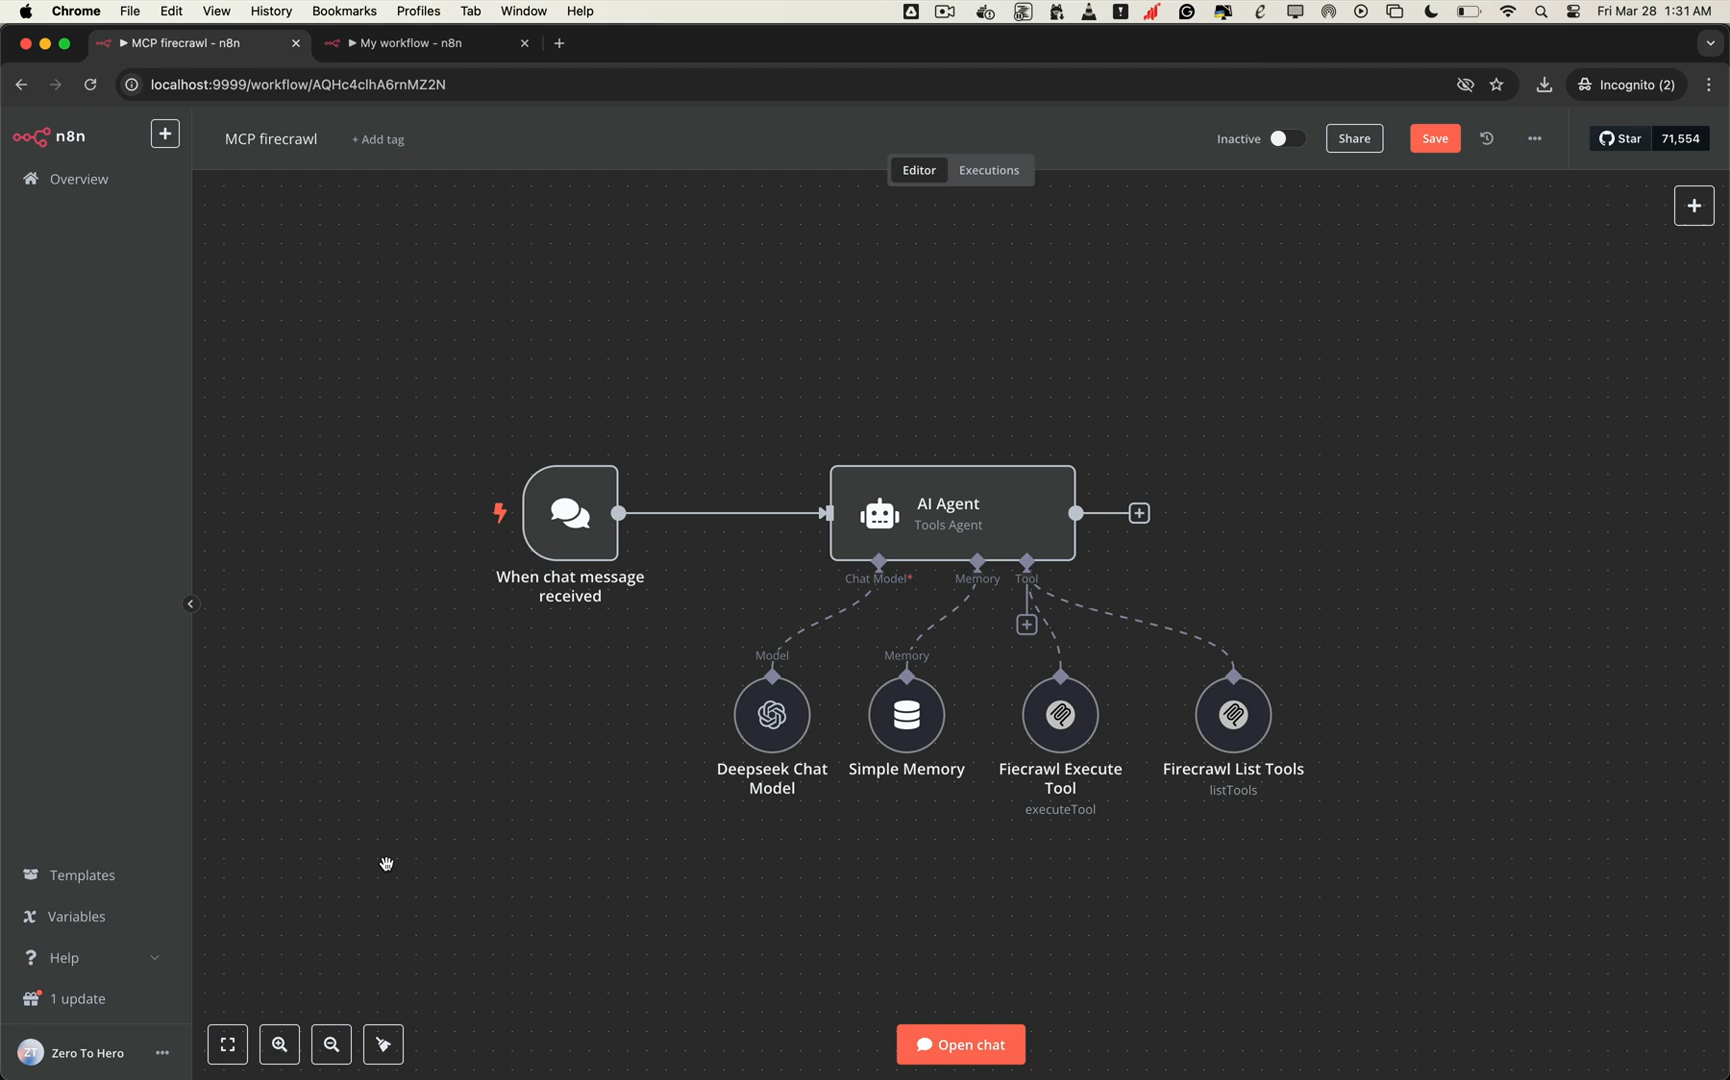 Chrome File Edit View History Bookmarks Profiles Tab Window Help Fri Mar 28 1:31 AM
MCP firecrawl - n8n
My workflow - n8n
localhost:9999/workflow/AQHc4clhA6rnMZ2N
Incognito (2)
n8n
MCP firecrawl
+ Add tag
Inactive
Share
Save
Star 71,554
Overview
Editor Executions
AI Agent
Tools Agent
When chat message
received
Chat Model*
Memory
Tool
Model
Memory
Deepseek Chat
Model
Simple Memory
Fiecrawl Execute
Tool
executeTool
Firecrawl List Tools
listTools
Templates
Variables
Help
1 update
ZT
Zero To Hero
Open chat